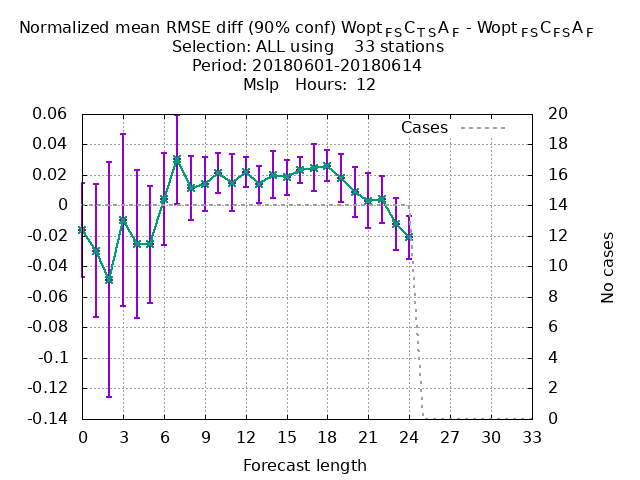 Normalized mean RMSE diff (90% conf) Wopt FS C T S A F - Wopt FS C FS A F
Selection: ALL using 33 stations
Period: 20180601-20180614
Mslp Hours: 12
Cases
0.06
0.04
0.02
0
-0.02
-0.04
-0.06
-0.08
-0.1
-0.12
-0.14
20
18
16
14
12
10
8
6
4
2
0
No cases
0 3 6 9 12 15 18 21 24 27 30 33
Forecast length